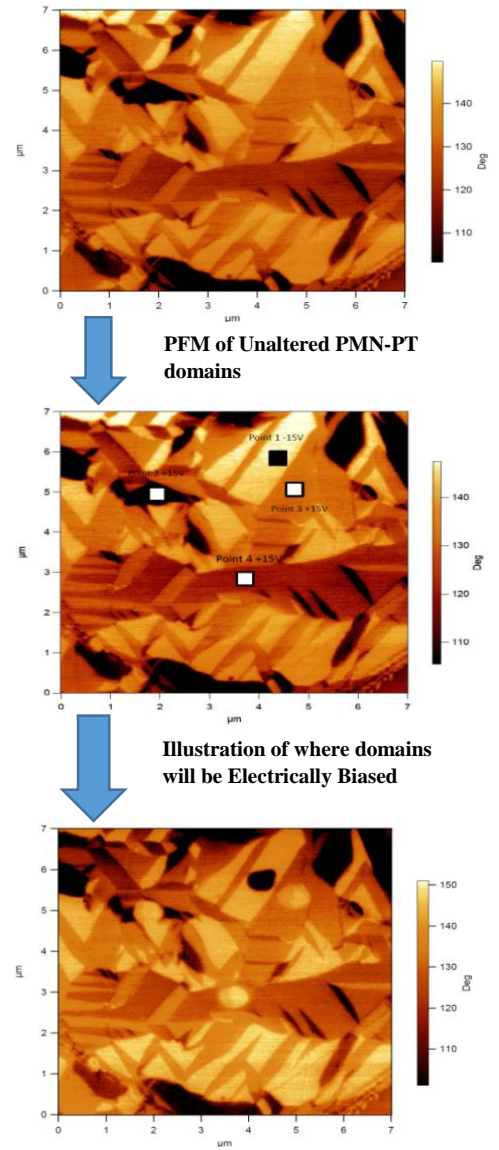 7
6
5
4
3
2
1
0
µm
0 1 2 3 4 5 6 7
µm
140
130
120
110
Deg
PFM of Unaltered PMN-PT
domains
7
6
5
4
3
2
1
0
µm
Point 1 -15V
Point 2 +15V
Point 3 +15V
Point 4 +15V
0 1 2 3 4 5 6 7
µm
140
130
120
110
Deg
Illustration of where domains
will be Electrically Biased
7
6
5
4
3
2
1
0
µm
0 1 2 3 4 5 6 7
µm
150
140
130
120
110
Deg